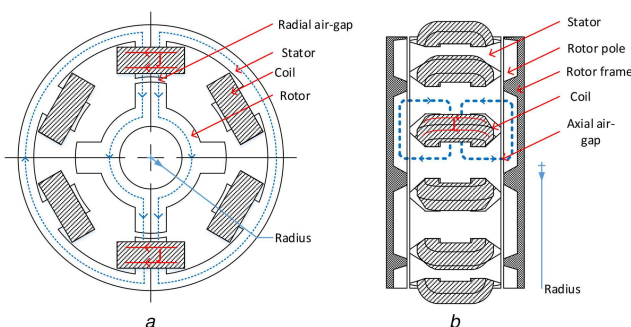 Radial air-gap
Stator
Coil
Rotor
Radius
a
Stator
Rotor pole
Rotor frame
Coil
Axial air-
gap
Radius
b